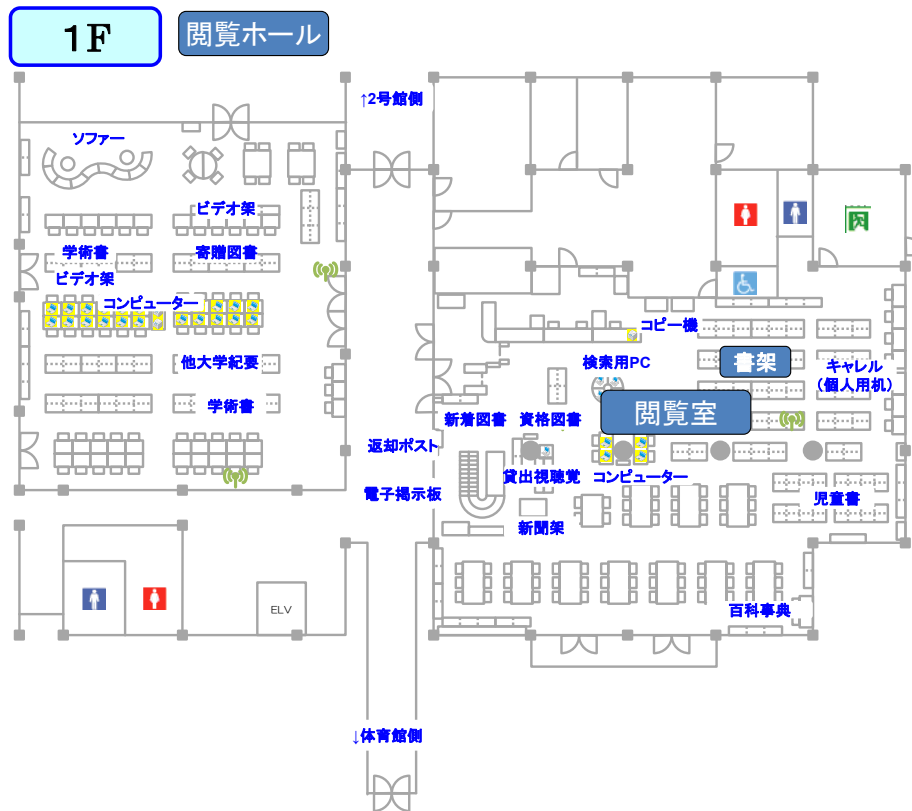 1F
閲覧ホール
↑2号館側
ソファー
ビデオ架
学術書
寄贈図書
ビデオ架
コンピューター
コピー機
他大学紀要
検索用PC
書架
キャレル
（個人用机）
学術書
新着図書
資格図書
閲覧室
返却ポスト
貸出視聴覚
コンピューター
電子掲示板
児童書
新聞架
ELV
百科事典
↓体育館側